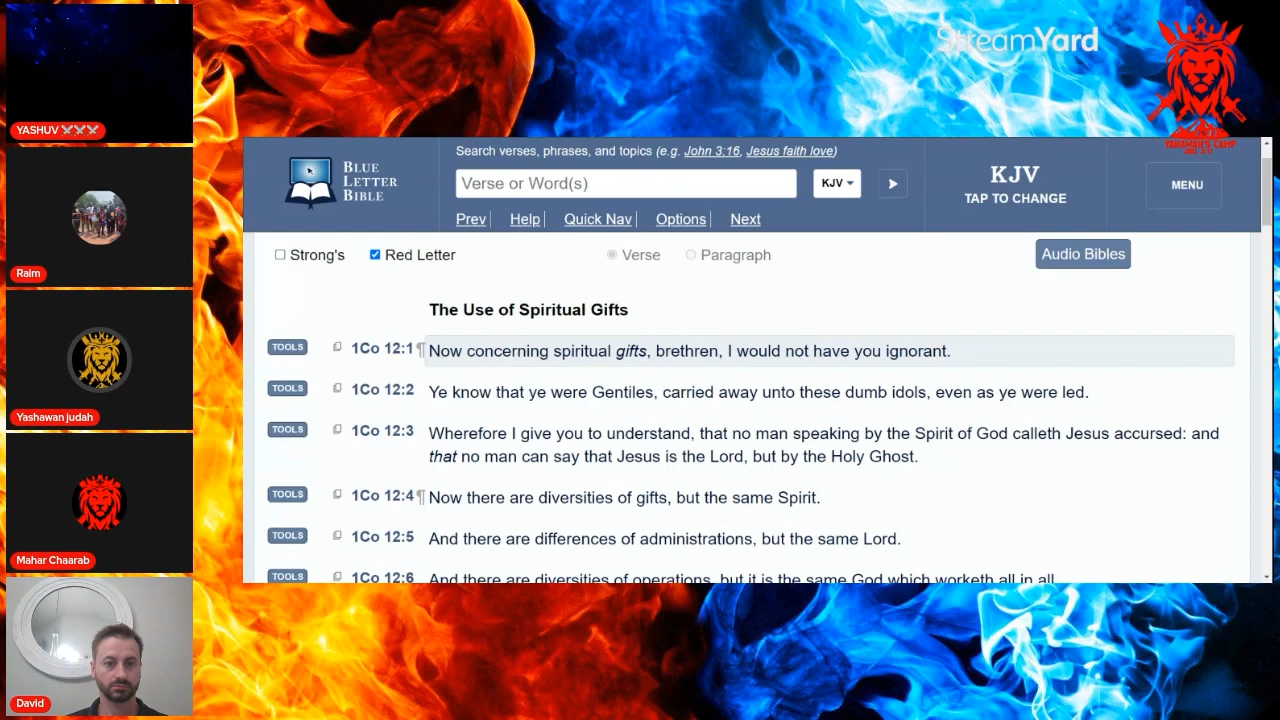 YASHUV ⚔⚔⚔
Raim
Yashawan judah
Mahar Chaarab
David
StreamYard
YAHAWAH'S CAMP
BLUE
LETTER
BIBLE
Search verses, phrases, and topics (e.g. John 3:16, Jesus faith love)
Verse or Word(s)
KJV
Prev Help Quick Nav Options Next
KJV
TAP TO CHANGE
MENU
Strong's Red Letter Verse Paragraph Audio Bibles
The Use of Spiritual Gifts
TOOLS 1Co 12:1 ¶ Now concerning spiritual gifts, brethren, I would not have you ignorant.
TOOLS 1Co 12:2 Ye know that ye were Gentiles, carried away unto these dumb idols, even as ye were led.
TOOLS 1Co 12:3 Wherefore I give you to understand, that no man speaking by the Spirit of God calleth Jesus accursed: and
that no man can say that Jesus is the Lord, but by the Holy Ghost.
TOOLS 1Co 12:4 ¶ Now there are diversities of gifts, but the same Spirit.
TOOLS 1Co 12:5 And there are differences of administrations, but the same Lord.
TOOLS 1Co 12:6 And there are diversities of operations, but it is the same God which worketh all in all.